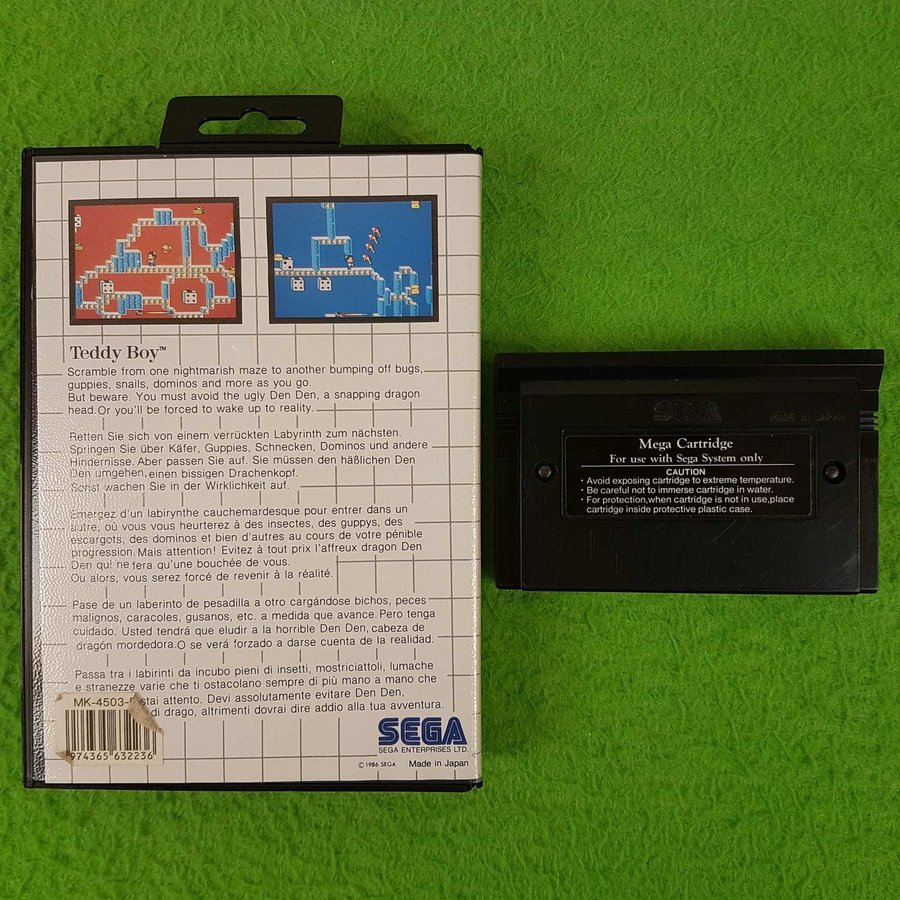 Teddy Boy™
Scramble from one nightmarish maze to another bumping off bugs,
guppies, snails, dominos and more as you go.
But beware. You must avoid the ugly Den Den, a snapping dragon
head. Or you'll be forced to wake up to reality.
Retten Sie sich von einem verrückten Labyrinth zum nächsten.
Springen Sie über Käfer, Guppies, Schnecken, Dominos und andere
Hindernisse. Aber passen Sie auf. Sie müssen den häßlichen Den
Den umgehen, einen bissigen Drachenkopf.
Sonst wachen Sie in der Wirklichkeit auf.
Emergez d'un labirynthe cauchemardesque pour entrer dans un
autre, où vous vous heurterez à des insectes, des guppys, des
escargots, des dominos et bien d'autres au cours de votre pénible
progression. Mais attention! Evitez à tout prix l'affreux dragon Den
Den qui ne fera qu'une bouchée de vous.
Ou alors, vous serez forcé de revenir à la réalité.
Pase de un laberinto de pesadilla a otro cargándose bichos, peces
malignos, caracoles, gusanos, etc. a medida que avance. Pero tenga
cuidado. Usted tendrá que eludir a la horrible Den Den, cabeza de
dragón mordedora. O se verá forzado a darse cuenta de la realidad.
Passa tra i labirinti da incubo pieni di insetti, mostriciattoli, lumache
e stranezze varie che ti ostacolano sempre di più mano a mano che
stai attento. Devi assolutamente evitare Den Den,
di drago, altrimenti dovrai dire addio alla tua avventura.
MK-4503-
974365 632236
SEGA
SEGA ENTERPRISES LTD.
© 1986 SEGA Made in Japan
SEGA
MADE IN JAPAN
Mega Cartridge
For use with Sega System only
CAUTION
• Avoid exposing cartridge to extreme temperature.
• Be careful not to immerse cartridge in water.
• For protection, when cartridge is not in use, place
cartridge inside protective plastic case.